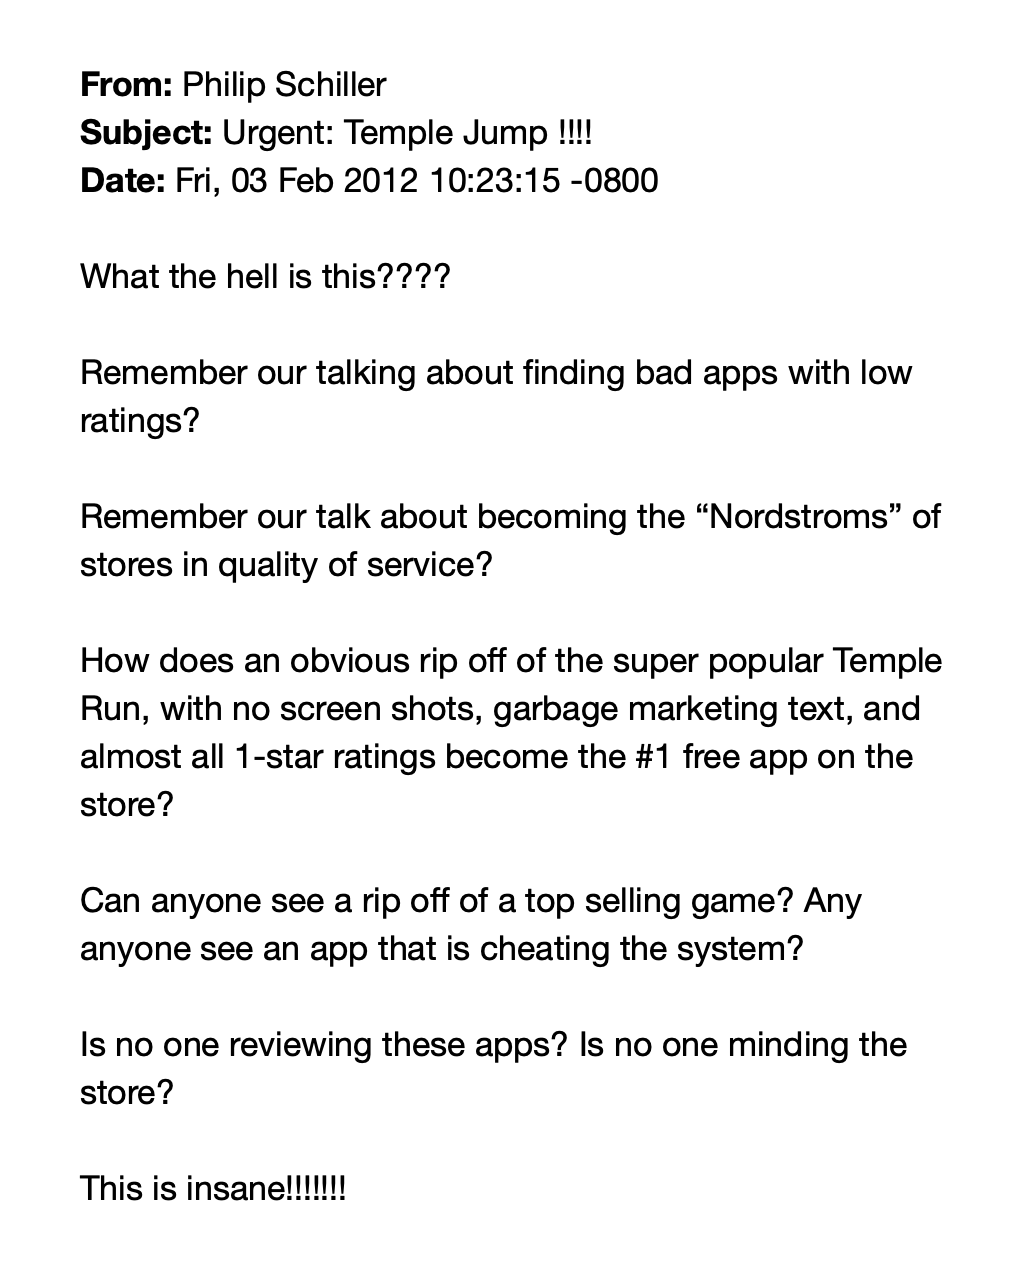 From: Philip Schiller
Subject: Urgent: Temple Jump !!!!
Date: Fri, 03 Feb 2012 10:23:15 -0800
What the hell is this????
Remember our talking about finding bad apps with low
ratings?
Remember our talk about becoming the “Nordstroms” of
stores in quality of service?
How does an obvious rip off of the super popular Temple
Run, with no screen shots, garbage marketing text, and
almost all 1-star ratings become the #1 free app on the
store?
Can anyone see a rip off of a top selling game? Any
anyone see an app that is cheating the system?
Is no one reviewing these apps? Is no one minding the
store?
This is insane!!!!!!!